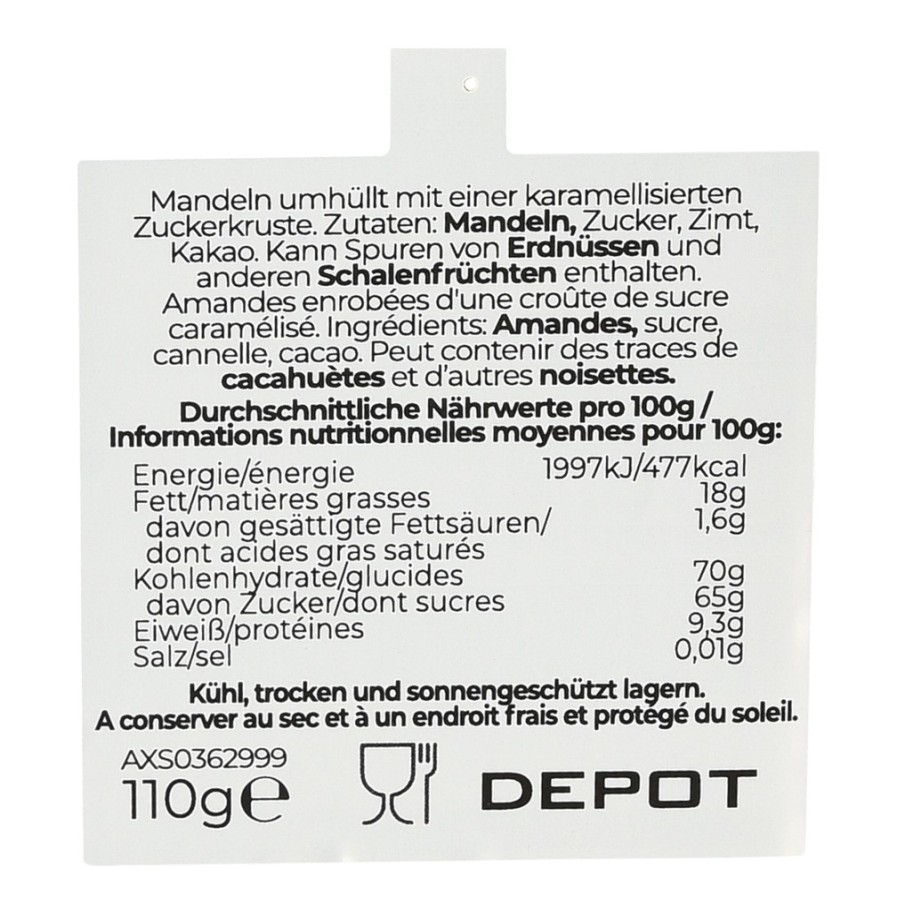 Mandeln umhüllt mit einer karamellisierten
Zuckerkruste. Zutaten: Mandeln, Zucker, Zimt,
Kakao. Kann Spuren von Erdnüssen und
anderen Schalenfrüchten enthalten.
Amandes enrobées d'une croûte de sucre
caramélisé. Ingrédients: Amandes, sucre,
cannelle, cacao. Peut contenir des traces de
cacahuètes et d'autres noisettes.
Durchschnittliche Nährwerte pro 100g /
Informations nutritionnelles moyennes pour 100g:
Energie/énergie 1997kJ/477kcal
Fett/matières grasses 18g
davon gesättigte Fettsäuren/ 1,6g
dont acides gras saturés
Kohlenhydrate/glucides 70g
davon Zucker/dont sucres 65g
Eiweiß/protéines 9,3g
Salz/sel 0,01g
Kühl, trocken und sonnengeschützt lagern.
A conserver au sec et à un endroit frais et protégé du soleil.
AXS0362999
110g℮
DEPOT